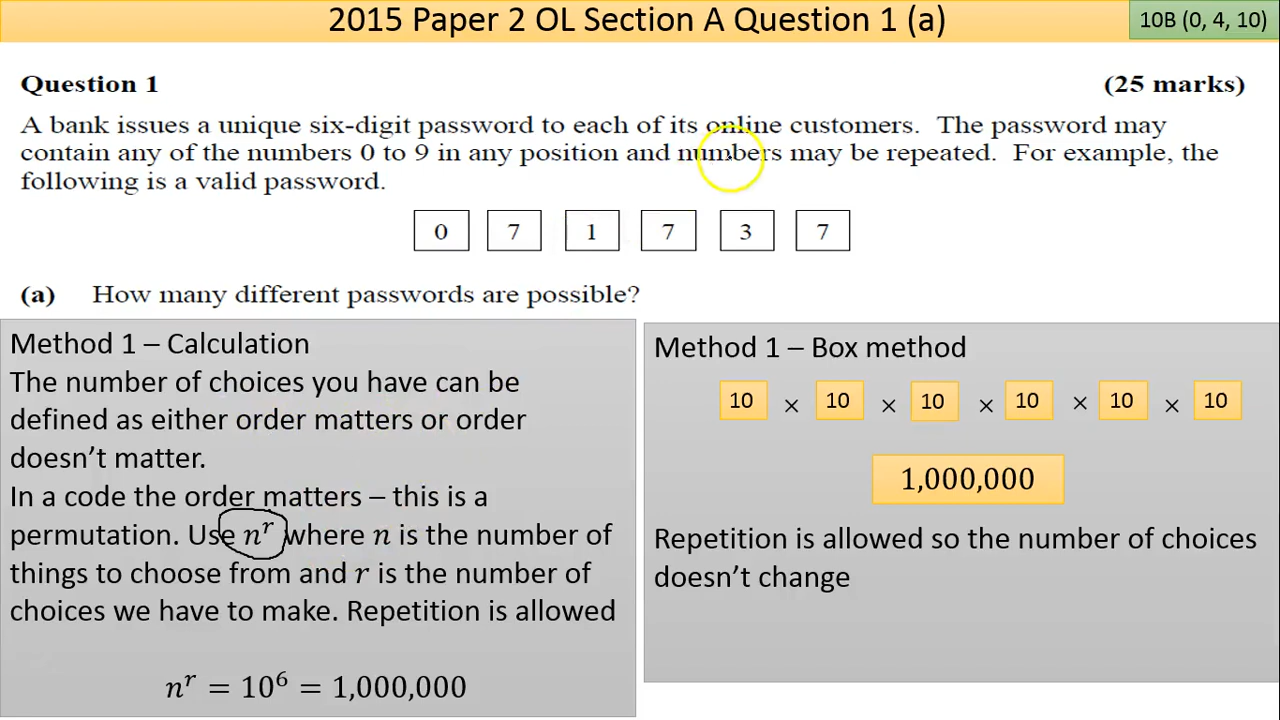 2015 Paper 2 OL Section A Question 1 (a)
10B (0, 4, 10)
Question 1
(25 marks)
A bank issues a unique six-digit password to each of its online customers. The password may
contain any of the numbers 0 to 9 in any position and numbers may be repeated. For example, the
following is a valid password.
0 7 1 7 3 7
(a) How many different passwords are possible?
Method 1 – Calculation
The number of choices you have can be
defined as either order matters or order
doesn’t matter.
In a code the order matters – this is a
permutation. Use nʳ where n is the number of
things to choose from and r is the number of
choices we have to make. Repetition is allowed
nʳ = 10⁶ = 1,000,000
Method 1 – Box method
10 × 10 × 10 × 10 × 10 × 10
1,000,000
Repetition is allowed so the number of choices
doesn’t change